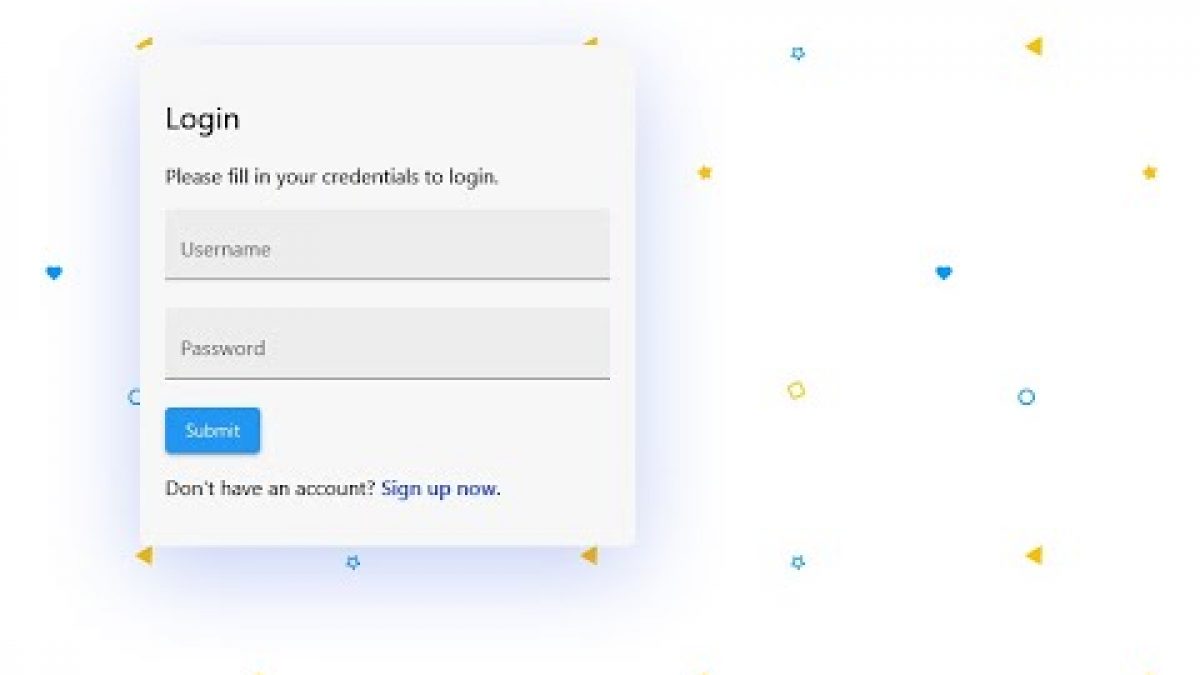 Login
Please fill in your credentials to login.
Username
Password
Submit
Don't have an account? Sign up now.